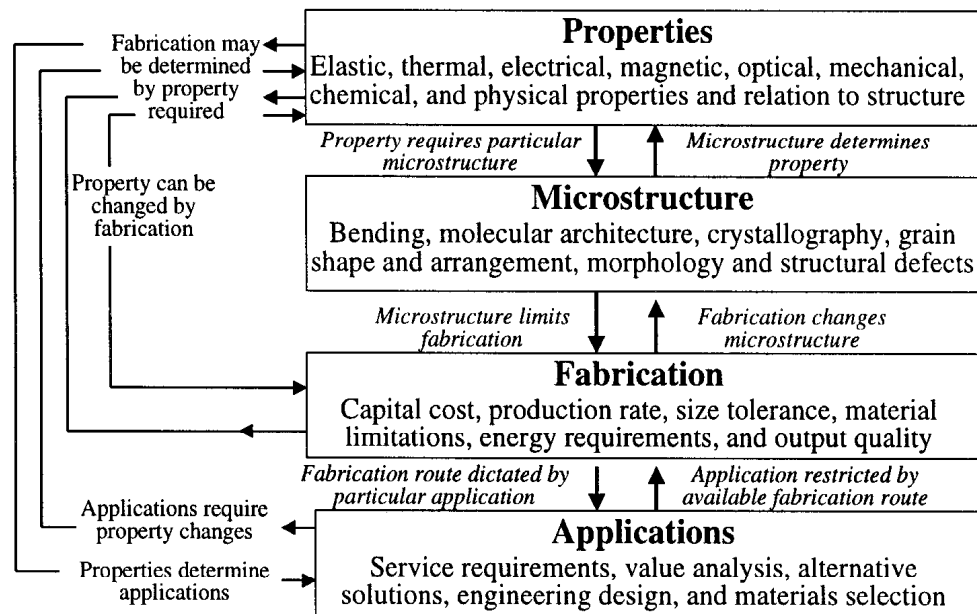 Properties
Elastic, thermal, electrical, magnetic, optical, mechanical,
chemical, and physical properties and relation to structure
Fabrication may
be determined
by property
required
Property requires particular
microstructure
Microstructure determines
property
Property can be
changed by
fabrication
Microstructure
Bending, molecular architecture, crystallography, grain
shape and arrangement, morphology and structural defects
Microstructure limits
fabrication
Fabrication changes
microstructure
Fabrication
Capital cost, production rate, size tolerance, material
limitations, energy requirements, and output quality
Fabrication route dictated by
particular application
Application restricted by
available fabrication route
Applications require
property changes
Properties determine
applications
Applications
Service requirements, value analysis, alternative
solutions, engineering design, and materials selection